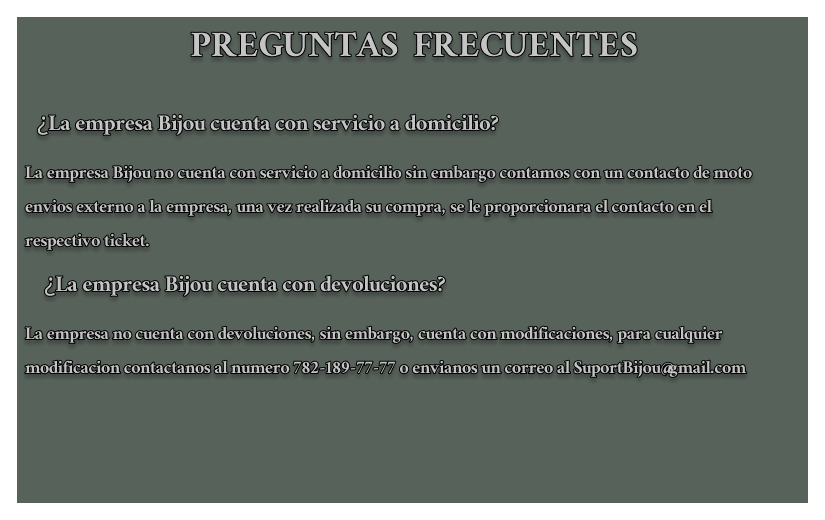 PREGUNTAS FRECUENTES
¿La empresa Bijou cuenta con servicio a domicilio?
La empresa Bijou no cuenta con servicio a domicilio sin embargo contamos con un contacto de moto
envios externo a la empresa, una vez realizada su compra, se le proporcionara el contacto en el
respectivo ticket.
¿La empresa Bijou cuenta con devoluciones?
La empresa no cuenta con devoluciones, sin embargo, cuenta con modificaciones, para cualquier
modificacion contactanos al numero 782-189-77-77 o envianos un correo al SuportBijou@gmail.com